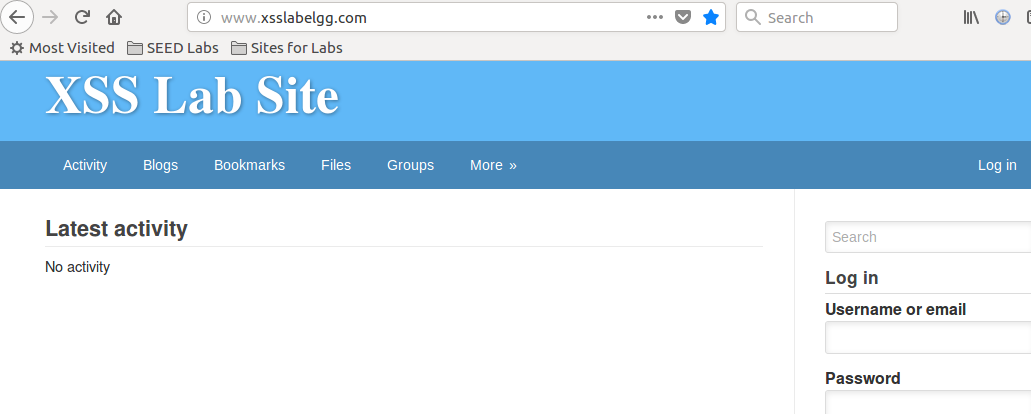 www.xsslabelgg.com
Search
Most Visited SEED Labs Sites for Labs
XSS Lab Site
Activity Blogs Bookmarks Files Groups More » Log in
Latest activity
No activity
Search
Log in
Username or email
Password